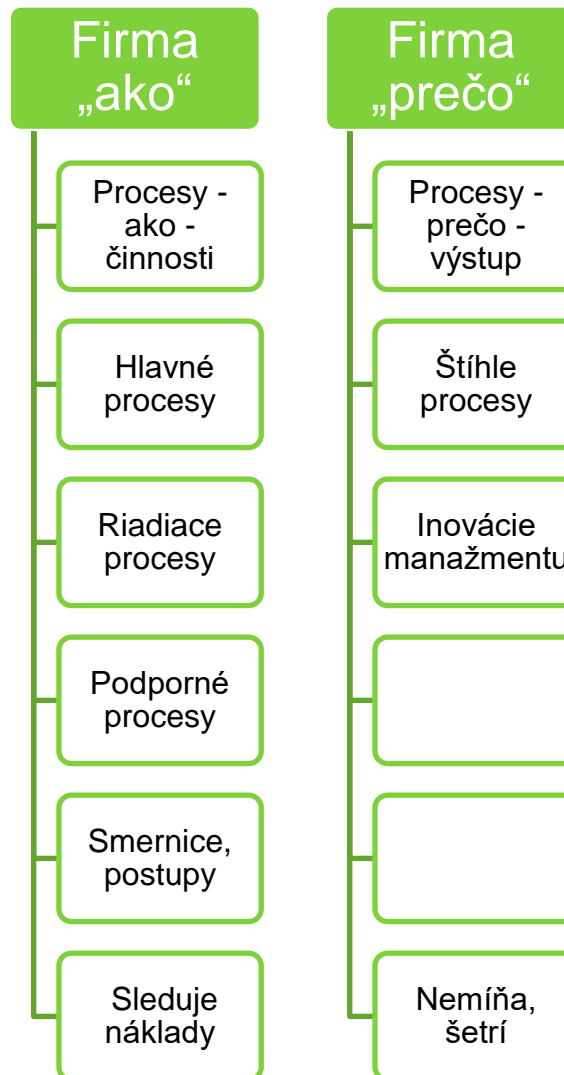 Firma
„ako“
Procesy -
ako -
činnosti
Hlavné
procesy
Riadiace
procesy
Podporné
procesy
Smernice,
postupy
Sleduje
náklady
Firma
„prečo“
Procesy -
prečo -
výstup
Štíhle
procesy
Inovácie
manažmentu
Nemíňa,
šetrí